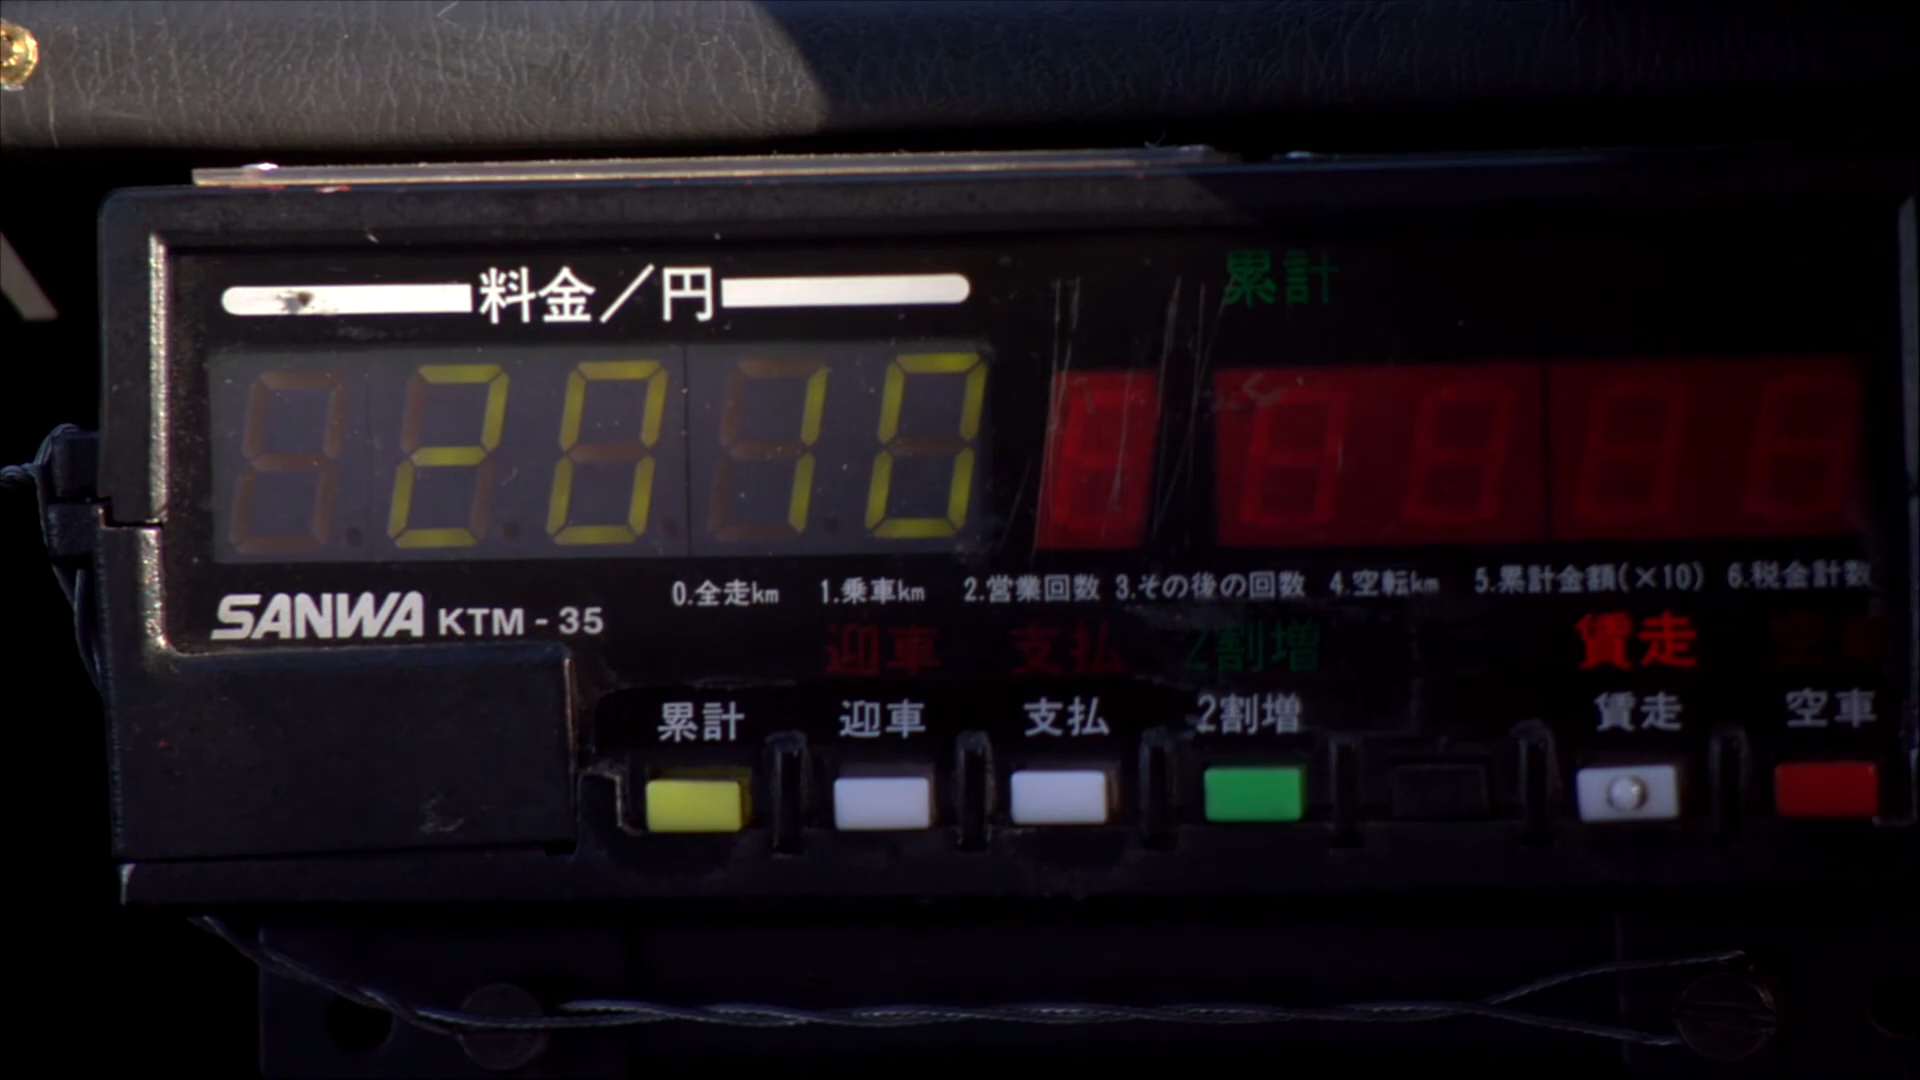 料金/円
累計
2010
SANWA KTM-35
0.全走km 1.乗車km 2.営業回数 3.その後の回数 4.空転km 5.累計金額(×10) 6.税金計数
迎車 支払 2割増 賃走 空車
累計 迎車 支払 2割増 賃走 空車